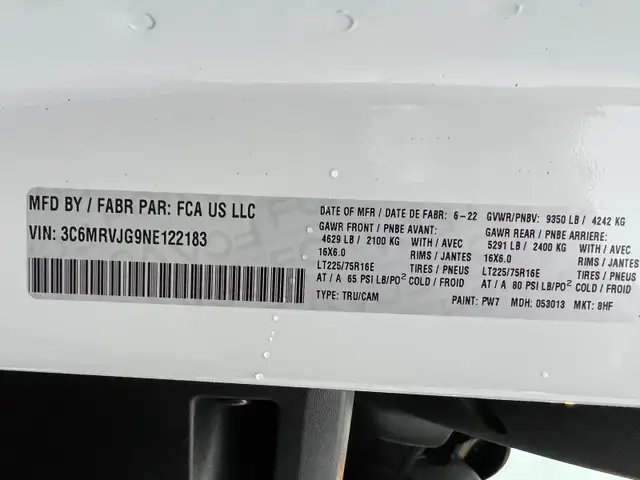 MFD BY / FABR PAR: FCA US LLC
VIN: 3C6MRVJG9NE122183
DATE OF MFR / DATE DE FABR: 6-22 GVWR/PNBV: 9350 LB / 4242 KG
GAWR FRONT / PNBE AVANT: GAWR REAR / PNBE ARRIERE:
4629 LB / 2100 KG WITH / AVEC 5291 LB / 2400 KG WITH / AVEC
16X6.0 RIMS / JANTES 16X6.0 RIMS / JANTES
LT225/75R16E TIRES / PNEUS LT225/75R16E TIRES / PNEUS
AT / A 65 PSI LB/PO² COLD / FROID AT / A 80 PSI LB/PO² COLD / FROID
TYPE: TRU/CAM PAINT: PW7 MDH: 053013 MKT: 8HF